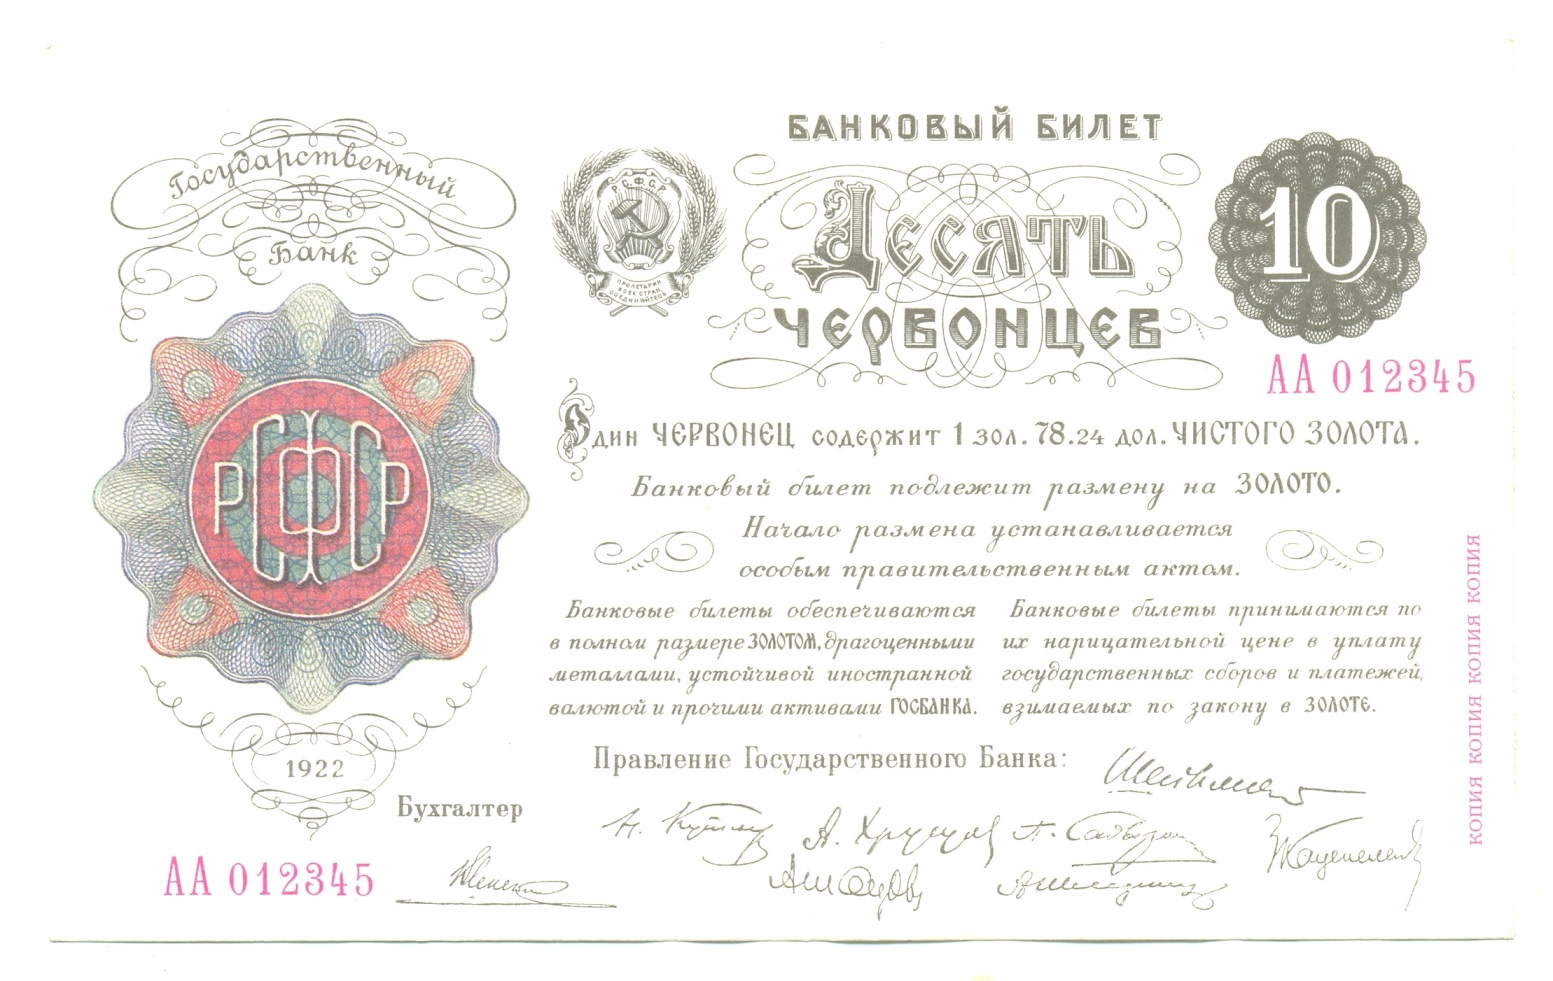 Государственный
Банк
РСФСР
1922
Бухгалтер
АА 012345
Р.С.Ф.С.Р.
ПРОЛЕТАРИИ
ВСЕХ СТРАН,
СОЕДИНЯЙТЕСЬ
БАНКОВЫЙ БИЛЕТ
ДЕСЯТЬ
ЧЕРВОНЦЕВ
10
АА 012345
Один ЧЕРВОНЕЦ содержит 1 зол. 78.24 дол. ЧИСТОГО ЗОЛОТА.
Банковый билет подлежит размену на ЗОЛОТО.
Начало размена устанавливается
особым правительственным актом.
Банковые билеты обеспечиваются
в полном размере ЗОЛОТОМ, драгоценными
металлами, устойчивой иностранной
валютой и прочими активами ГОСБАНКА.
Банковые билеты принимаются по
их нарицательной цене в уплату
государственных сборов и платежей,
взимаемых по закону в ЗОЛОТЕ.
Правление Государственного Банка:
КОПИЯ КОПИЯ КОПИЯ КОПИЯ